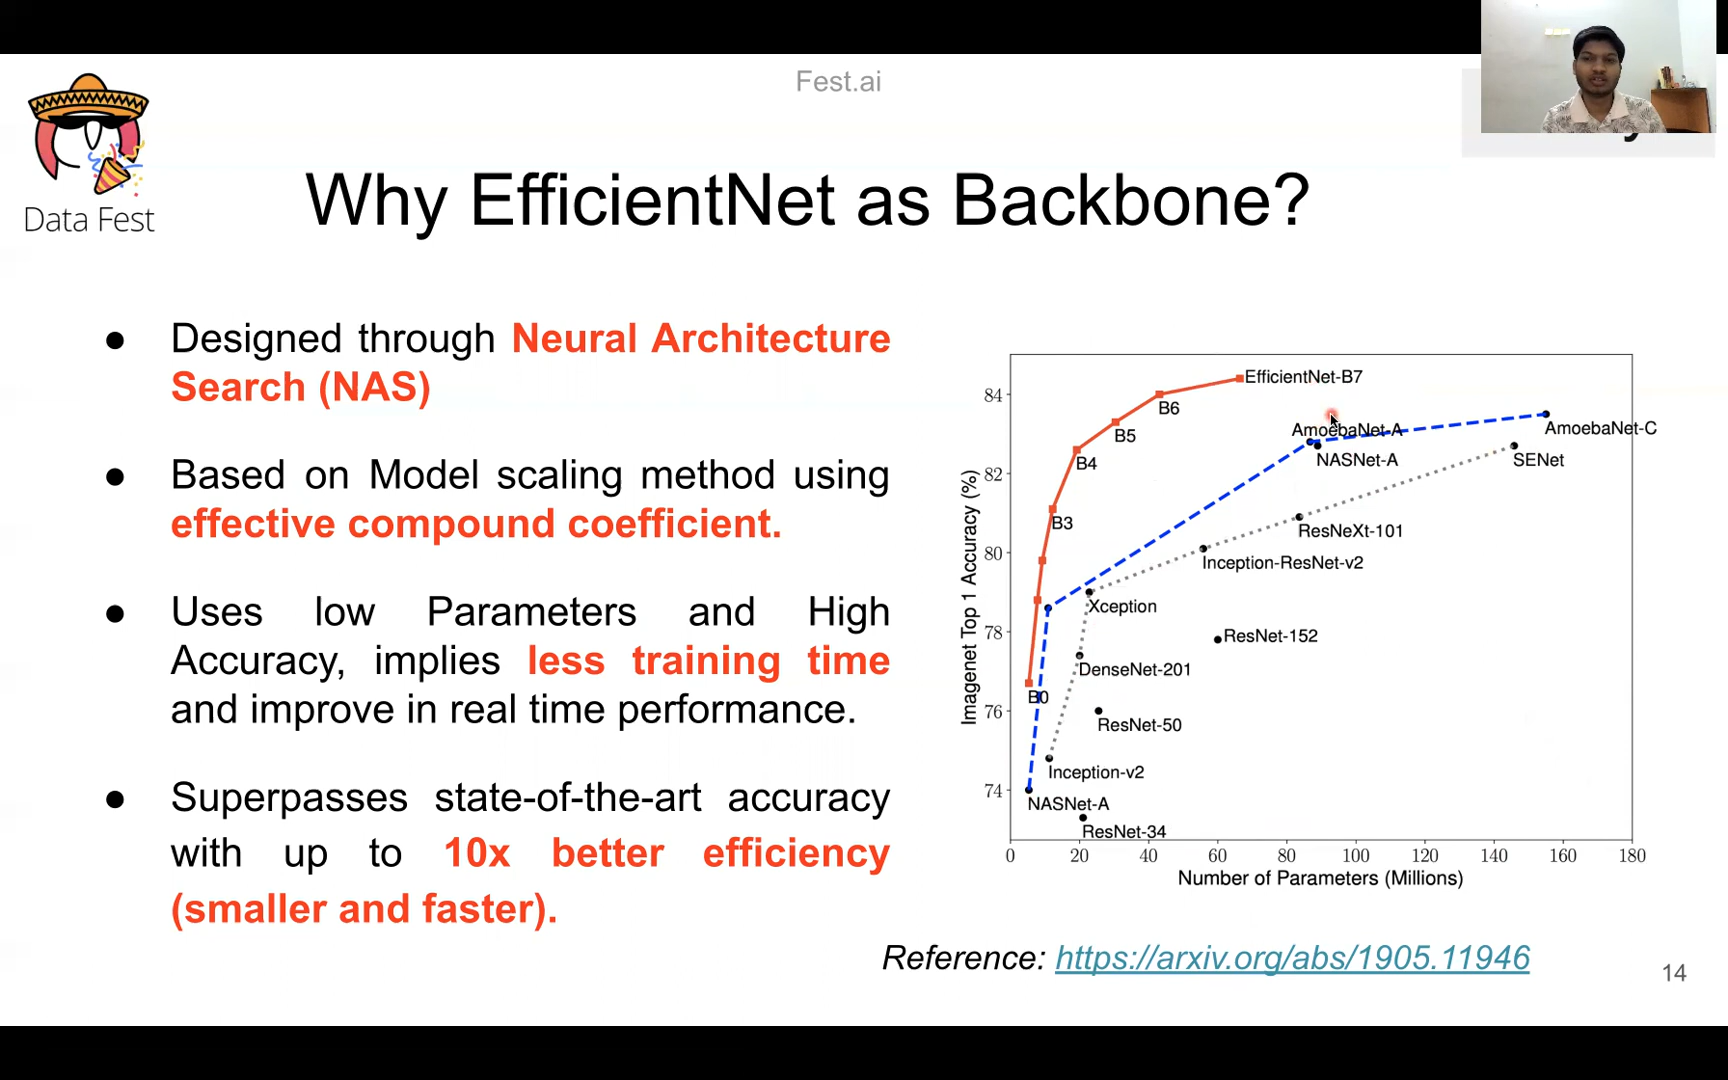 Fest.ai
Data Fest
Why EfficientNet as Backbone?
● Designed through Neural Architecture
Search (NAS)
● Based on Model scaling method using
effective compound coefficient.
● Uses low Parameters and High
Accuracy, implies less training time
and improve in real time performance.
● Superpasses state-of-the-art accuracy
with up to 10x better efficiency
(smaller and faster).
84
82
80
78
76
74
Imagenet Top 1 Accuracy (%)
EfficientNet-B7
B6
B5
B4
B3
B0
AmoebaNet-A
AmoebaNet-C
NASNet-A
SENet
ResNeXt-101
Inception-ResNet-v2
Xception
ResNet-152
DenseNet-201
ResNet-50
Inception-v2
NASNet-A
ResNet-34
0 20 40 60 80 100 120 140 160 180
Number of Parameters (Millions)
Reference: https://arxiv.org/abs/1905.11946
14